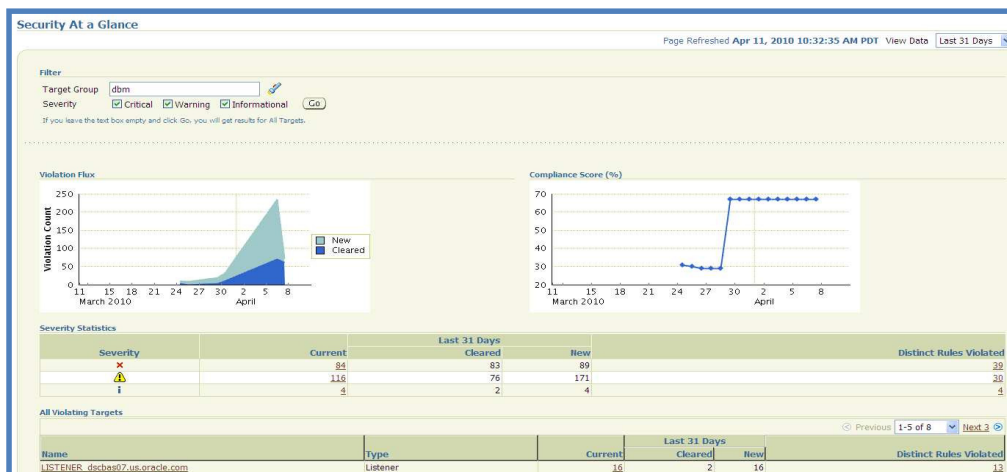 Security At a Glance
Page Refreshed Apr 11, 2010 10:32:35 AM PDT View Data Last 31 Days
Filter
Target Group dbm
Severity Critical Warning Informational Go
If you leave the text box empty and click Go, you will get results for All Targets.
Violation Flux
250
200
150
100
50
0
Violation Count
11 15 18 21 24 27 30 2 5 8
March 2010 April
New
Cleared
Compliance Score (%)
70
60
50
40
30
20
11 15 18 21 24 27 30 2 5 8
March 2010 April
Severity Statistics
Last 31 Days
Severity Current Cleared New Distinct Rules Violated
84 83 89 39
116 76 171 30
4 2 4 4
All Violating Targets
Previous 1-5 of 8 Next 3
Last 31 Days
Name Type Current Cleared New Distinct Rules Violated
LISTENER_dscbas07.us.oracle.com Listener 16 2 16 13